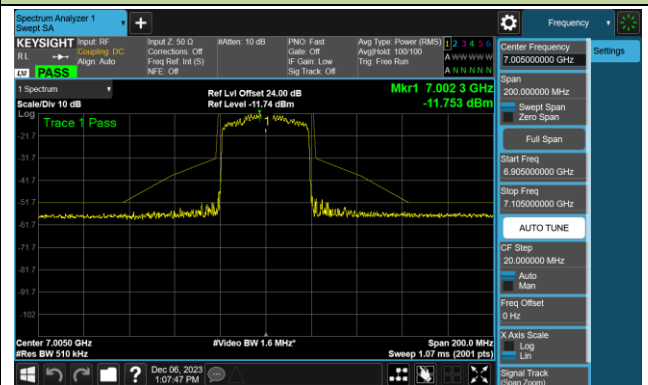 Spectrum Analyzer 1
Swept SA
+
Frequency
KEYSIGHT
RL
LXI
PASS
Input: RF
Coupling: DC
Align: Auto
Input Z: 50 Ω
Corrections: Off
Freq Ref: Int (S)
NFE: Off
#Atten: 10 dB
PNO: Fast
Gate: Off
IF Gain: Low
Sig Track: Off
Avg Type: Power (RMS)
Avg|Hold: 100/100
Trig: Free Run
1 2 3 4 5 6
A W W W W W
A N N N N N
1 Spectrum
Scale/Div 10 dB
Log
Ref Lvl Offset 24.00 dB
Ref Level -11.74 dBm
Mkr1 7.002 3 GHz
-11.753 dBm
Trace 1 Pass
1
-21.7
-31.7
-41.7
-51.7
-61.7
-71.7
-81.7
-91.7
-102
Center 7.0050 GHz
#Res BW 510 kHz
#Video BW 1.6 MHz*
Span 200.0 MHz
Sweep 1.07 ms (2001 pts)
Dec 06, 2023
1:07:47 PM
Center Frequency
7.005000000 GHz
Settings
Span
200.000000 MHz
Swept Span
Zero Span
Full Span
Start Freq
6.905000000 GHz
Stop Freq
7.105000000 GHz
AUTO TUNE
CF Step
20.000000 MHz
Auto
Man
Freq Offset
0 Hz
X Axis Scale
Log
Lin
Signal Track
(Span Zoom)